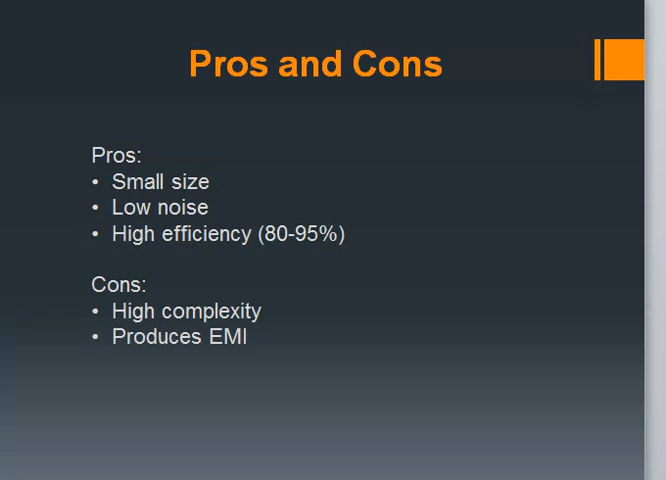 Pros and Cons
Pros:
• Small size
• Low noise
• High efficiency (80-95%)
Cons:
• High complexity
• Produces EMI